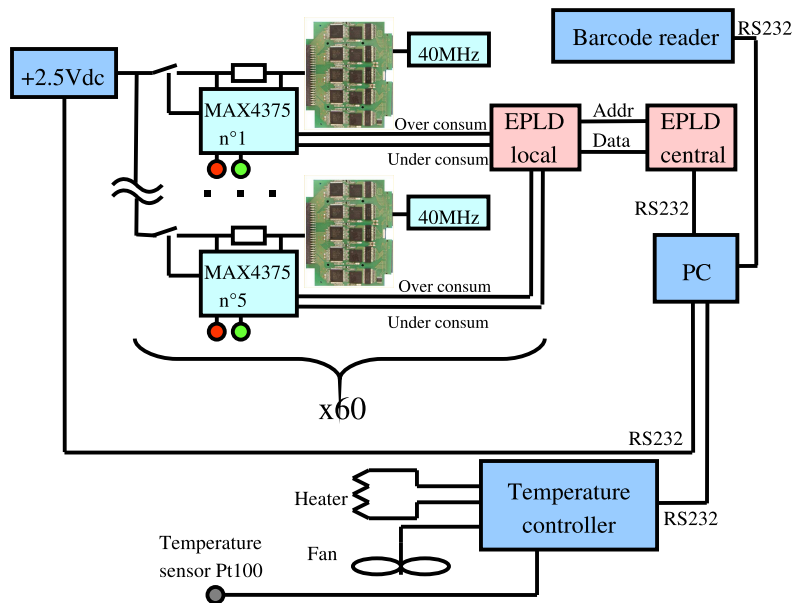 Barcode reader
RS232
40MHz
+2.5Vdc
MAX4375
n°1
Over consum
Under consum
EPLD
local
Addr
Data
EPLD
central
RS232
40MHz
MAX4375
n°5
Over consum
Under consum
PC
x60
RS232
Heater
Temperature
controller
RS232
Fan
Temperature
sensor Pt100